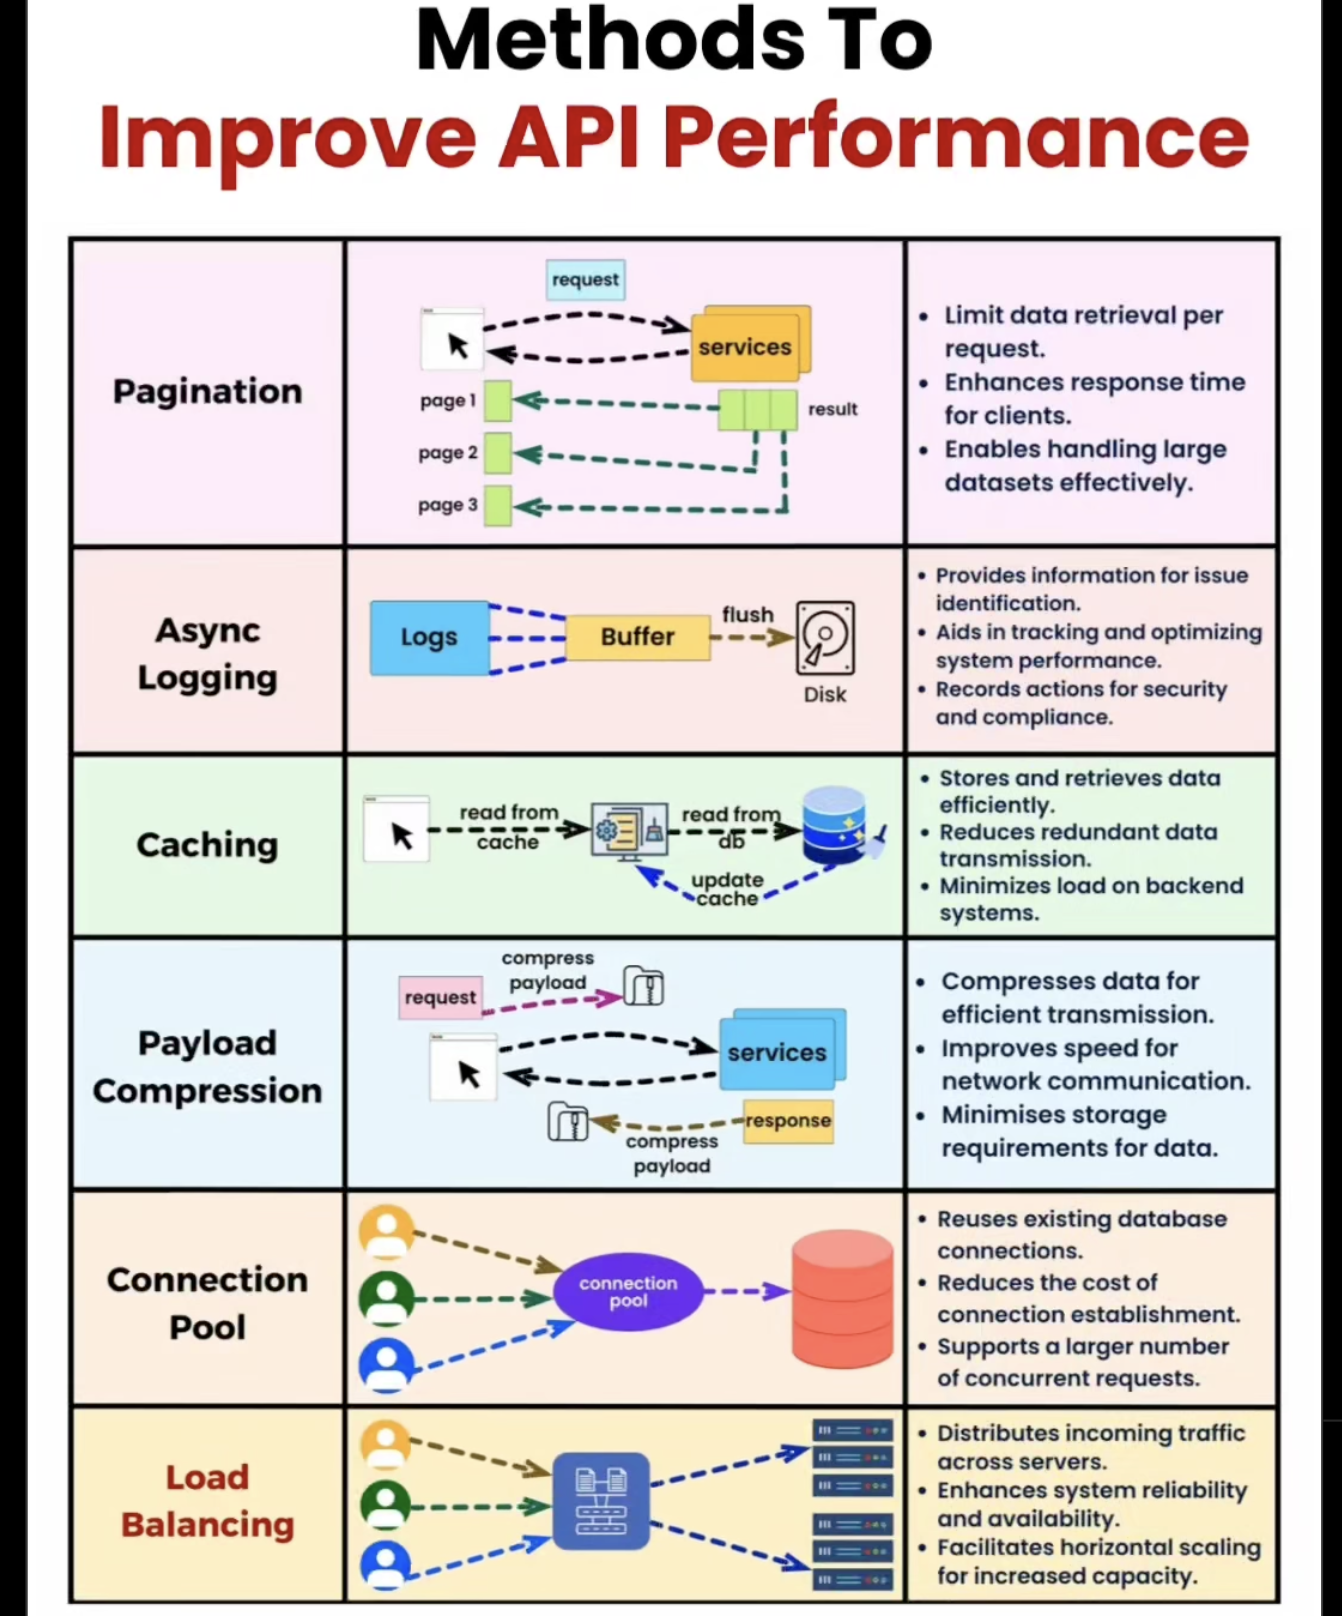 Methods To
Improve API Performance
Pagination
request
services
page 1
result
page 2
page 3
• Limit data retrieval per
request.
• Enhances response time
for clients.
• Enables handling large
datasets effectively.
Async
Logging
Logs
Buffer
flush
Disk
• Provides information for issue
identification.
• Aids in tracking and optimizing
system performance.
• Records actions for security
and compliance.
Caching
read from
cache
read from
db
update
cache
• Stores and retrieves data
efficiently.
• Reduces redundant data
transmission.
• Minimizes load on backend
systems.
Payload
Compression
compress
payload
request
services
response
compress
payload
• Compresses data for
efficient transmission.
• Improves speed for
network communication.
• Minimises storage
requirements for data.
Connection
Pool
connection
pool
• Reuses existing database
connections.
• Reduces the cost of
connection establishment.
• Supports a larger number
of concurrent requests.
Load
Balancing
• Distributes incoming traffic
across servers.
• Enhances system reliability
and availability.
• Facilitates horizontal scaling
for increased capacity.